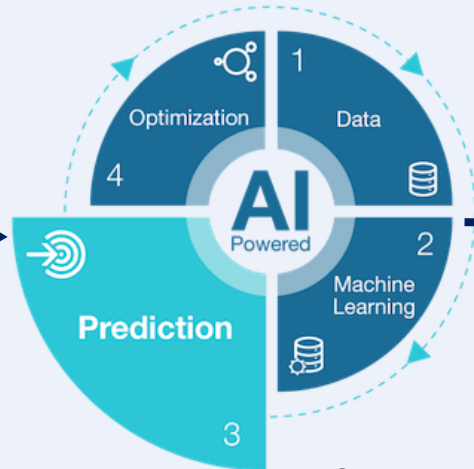 1
Data
2
Machine
Learning
Prediction
3
Optimization
4
AI
Powered